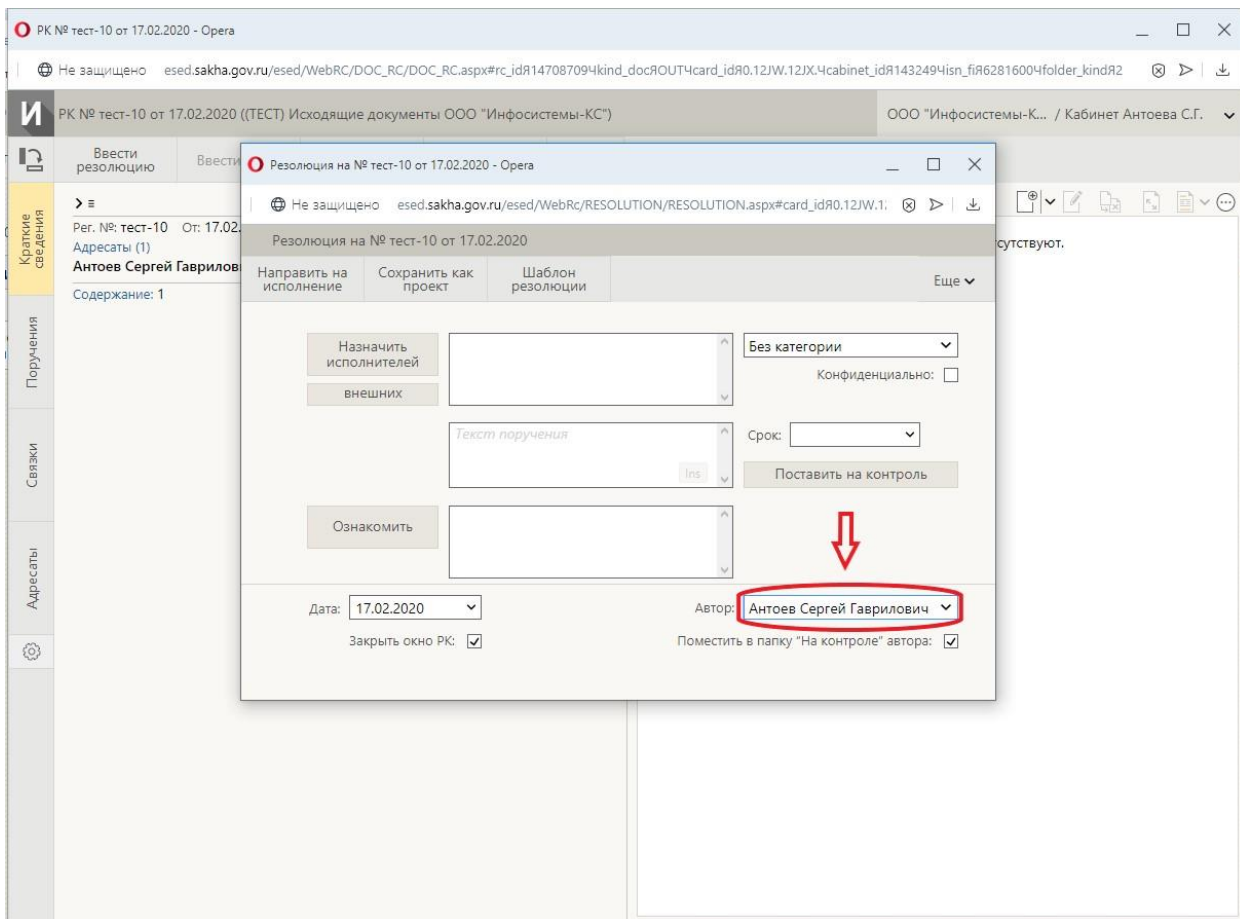 РК № тест-10 от 17.02.2020 - Opera
Не защищено esed.sakha.gov.ru/esed/WebRC/DOC_RC/DOC_RC.aspx#rc_idЯ14708709Чkind_docЯOUTЧcard_idЯ0.12JW.12JX.Чcabinet_idЯ143249Чisn_fiЯ6281600Чfolder_kindЯ2
И РК № тест-10 от 17.02.2020 ((ТЕСТ) Исходящие документы ООО "Инфосистемы-КС")
ООО "Инфосистемы-К... / Кабинет Антоева С.Г.
Ввести
резолюцию
Ввести
Краткие
сведения
Поручения
Связки
Адресаты
Рег. №: тест-10 От: 17.02.
Адресаты (1)
Антоев Сергей Гаврилов
Содержание: 1
сутствуют.
Резолюция на № тест-10 от 17.02.2020 - Opera
Не защищено esed.sakha.gov.ru/esed/WebRc/RESOLUTION/RESOLUTION.aspx#card_idЯ0.12JW.1
Резолюция на № тест-10 от 17.02.2020
Направить на
исполнение
Сохранить как
проект
Шаблон
резолюции
Еще
Назначить
исполнителей
внешних
Без категории
Конфиденциально:
Текст поручения
Ins
Срок:
Поставить на контроль
Ознакомить
Дата: 17.02.2020
Автор: Антоев Сергей Гаврилович
Закрыть окно РК:
Поместить в папку "На контроле" автора: